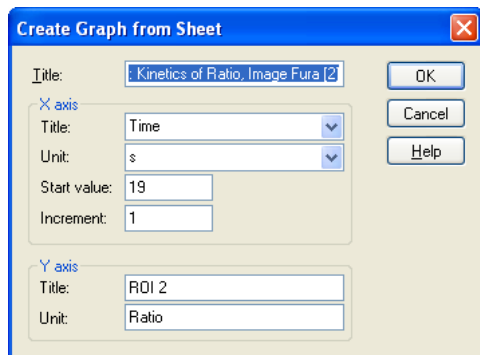 Create Graph from Sheet
Title: : Kinetics of Ratio, Image Fura [2 OK
X axis Cancel
Title: Time
Unit: s Help
Start value: 19
Increment: 1
Y axis
Title: ROI 2
Unit: Ratio